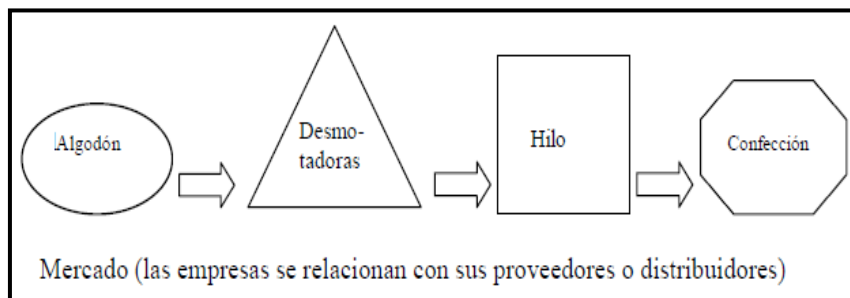 Algodón
Desmo-
tadoras
Hilo
Confección
Mercado (las empresas se relacionan con sus proveedores o distribuidores)